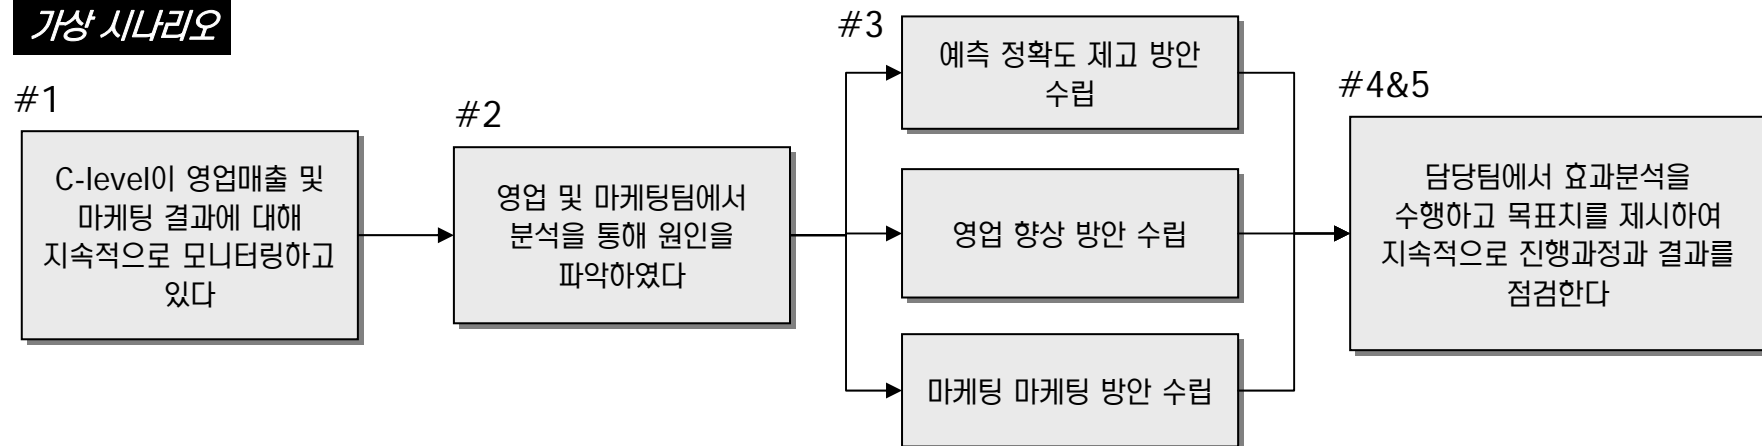 가상 시나리오
#1
C-level이 영업매출 및
마케팅 결과에 대해
지속적으로 모니터링하고
있다
#2
영업 및 마케팅팀에서
분석을 통해 원인을
파악하였다
#3
예측 정확도 제고 방안
수립
영업 향상 방안 수립
마케팅 마케팅 방안 수립
#4&5
담당팀에서 효과분석을
수행하고 목표치를 제시하여
지속적으로 진행과정과 결과를
점검한다